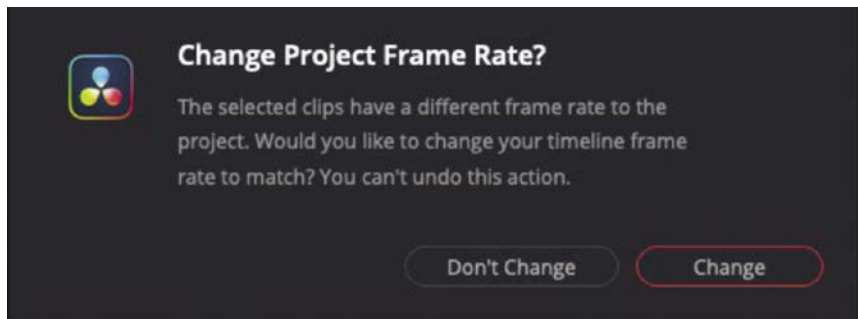 Change Project Frame Rate?
The selected clips have a different frame rate to the
project. Would you like to change your timeline frame
rate to match? You can't undo this action.
Don't Change
Change